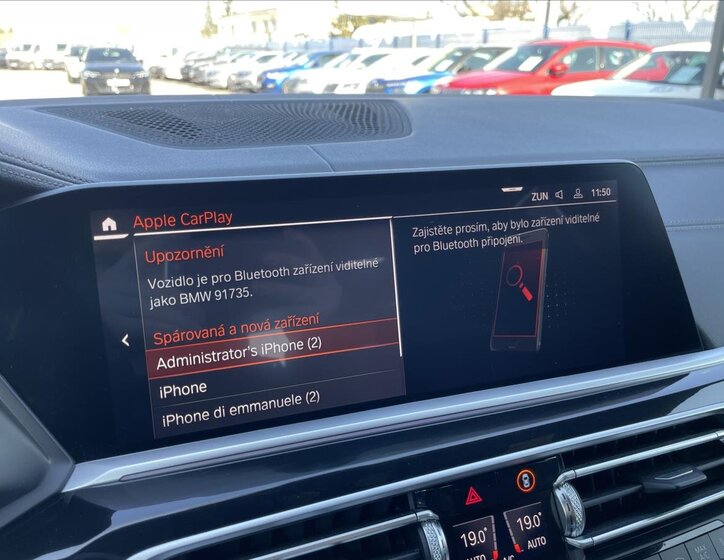 ZUN 11:50
Apple CarPlay
Upozornění
Vozidlo je pro Bluetooth zařízení viditelné
jako BMW 91735.
Spárovaná a nová zařízení
Administrator's iPhone (2)
iPhone
iPhone di emmanuele (2)
Zajistěte prosím, aby bylo zařízení viditelné
pro Bluetooth připojení.
19.0° 19.0°
AUTO AUTO
A/C